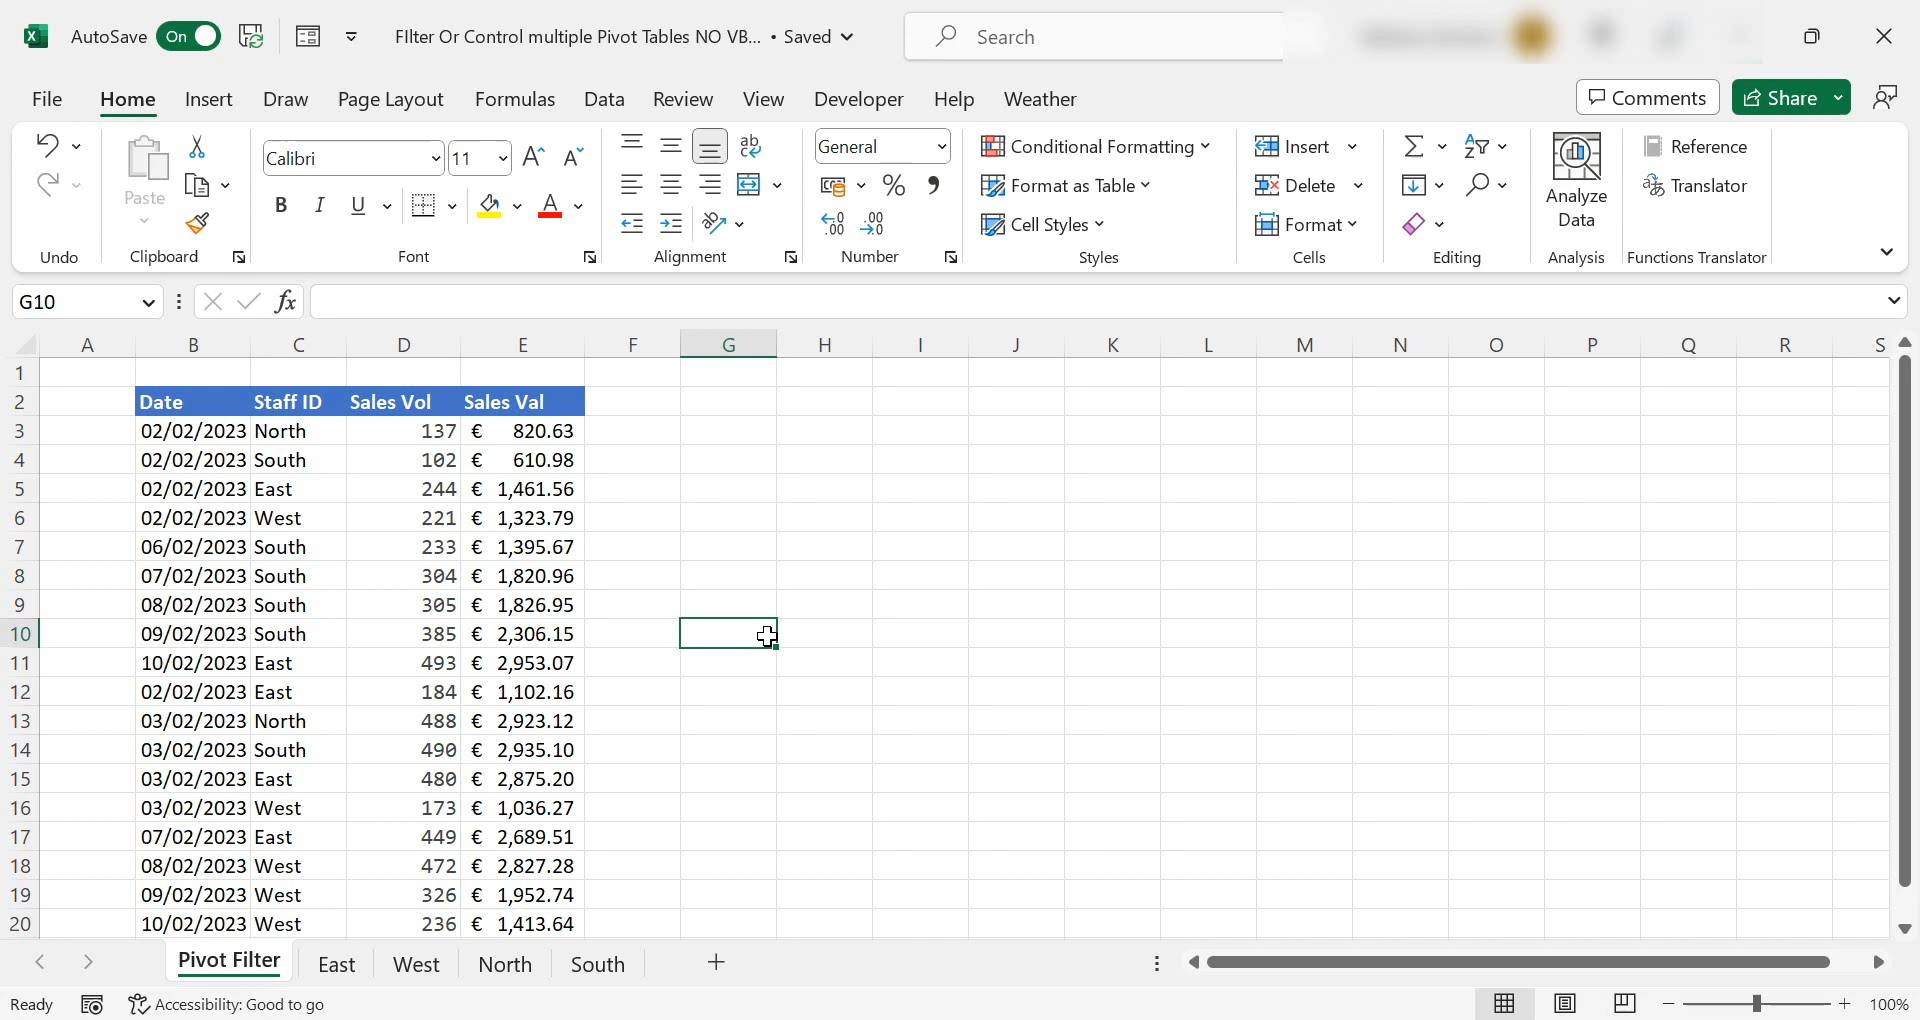 AutoSave On FIlter Or Control multiple Pivot Tables NO VB... • Saved Search
File Home Insert Draw Page Layout Formulas Data Review View Developer Help Weather Comments Share
Calibri 11 General Conditional Formatting Insert Reference
Paste Format as Table Delete Analyze Data Translator
Cell Styles Format
Undo Clipboard Font Alignment Number Styles Cells Editing Analysis Functions Translator
G10 fx
A B C D E F G H I J K L M N O P Q R S
1
2 Date Staff ID Sales Vol Sales Val
3 02/02/2023 North 137 € 820.63
4 02/02/2023 South 102 € 610.98
5 02/02/2023 East 244 € 1,461.56
6 02/02/2023 West 221 € 1,323.79
7 06/02/2023 South 233 € 1,395.67
8 07/02/2023 South 304 € 1,820.96
9 08/02/2023 South 305 € 1,826.95
10 09/02/2023 South 385 € 2,306.15
11 10/02/2023 East 493 € 2,953.07
12 02/02/2023 East 184 € 1,102.16
13 03/02/2023 North 488 € 2,923.12
14 03/02/2023 South 490 € 2,935.10
15 03/02/2023 East 480 € 2,875.20
16 03/02/2023 West 173 € 1,036.27
17 07/02/2023 East 449 € 2,689.51
18 08/02/2023 West 472 € 2,827.28
19 09/02/2023 West 326 € 1,952.74
20 10/02/2023 West 236 € 1,413.64
Pivot Filter East West North South
Ready Accessibility: Good to go 100%